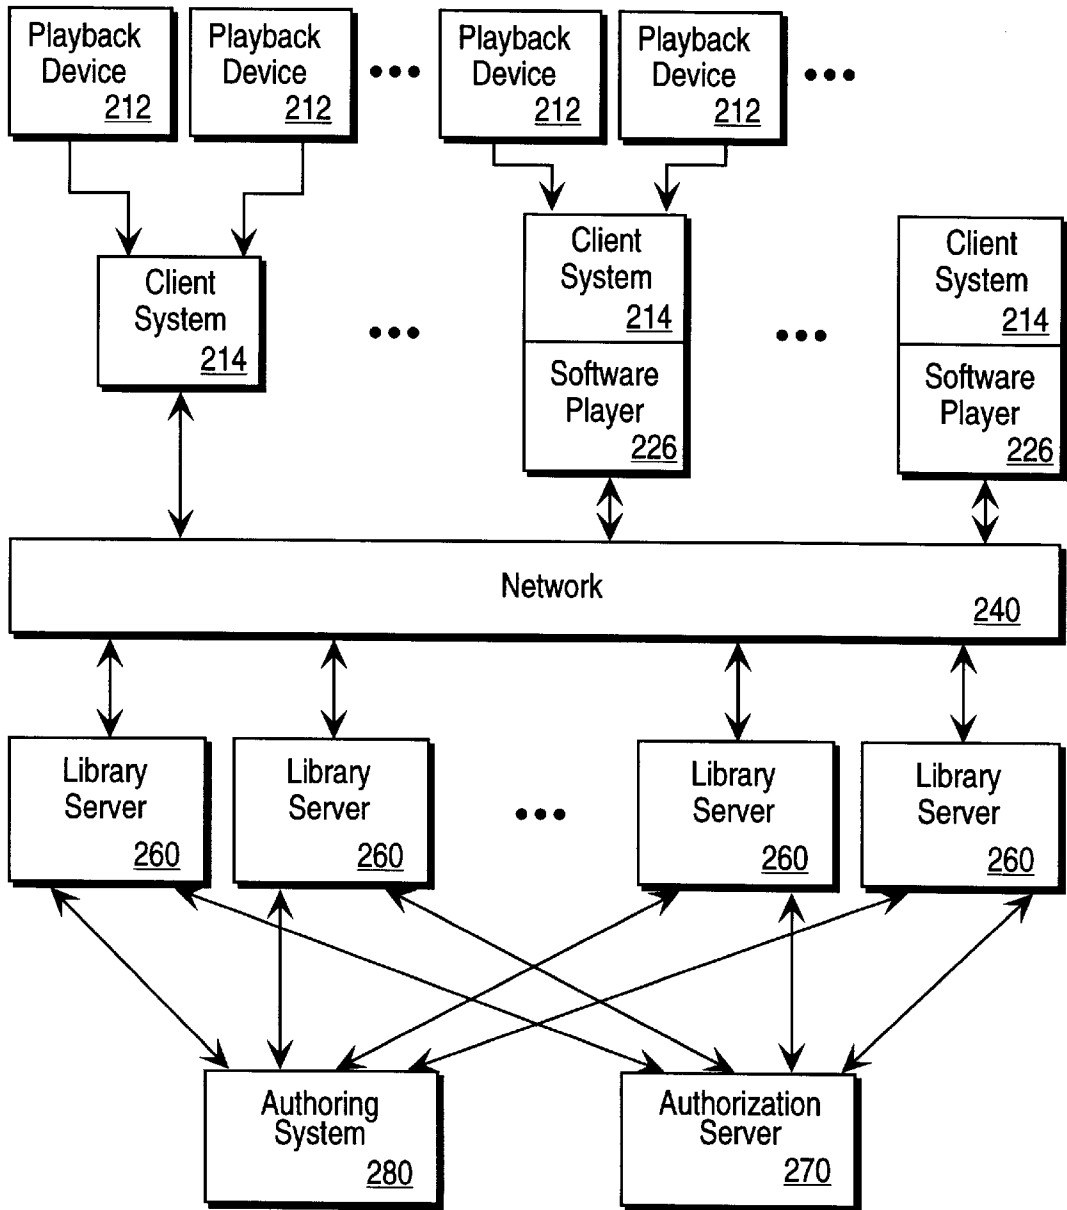 Playback
Device
212
Playback
Device
212
Playback
Device
212
Playback
Device
212
Client
System
214
Client
System
214
Software
Player
226
Client
System
214
Software
Player
226
Network
240
Library
Server
260
Library
Server
260
Library
Server
260
Library
Server
260
Authoring
System
280
Authorization
Server
270